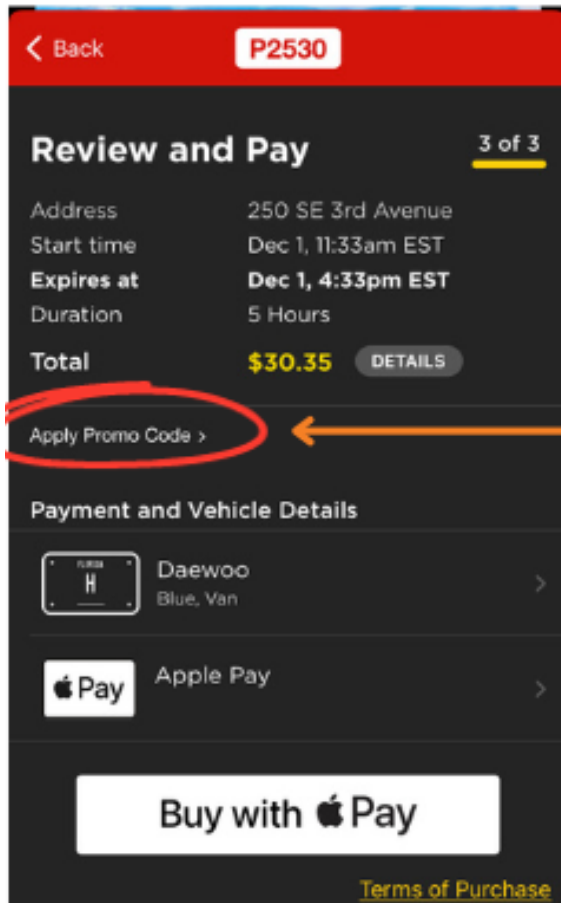 Back P2530
Review and Pay 3 of 3
Address 250 SE 3rd Avenue
Start time Dec 1, 11:33am EST
Expires at Dec 1, 4:33pm EST
Duration 5 Hours
Total $30.35 DETAILS
Apply Promo Code >
Payment and Vehicle Details
FLORIDA
H
Daewoo
Blue, Van
Pay Apple Pay
Buy with Pay
Terms of Purchase